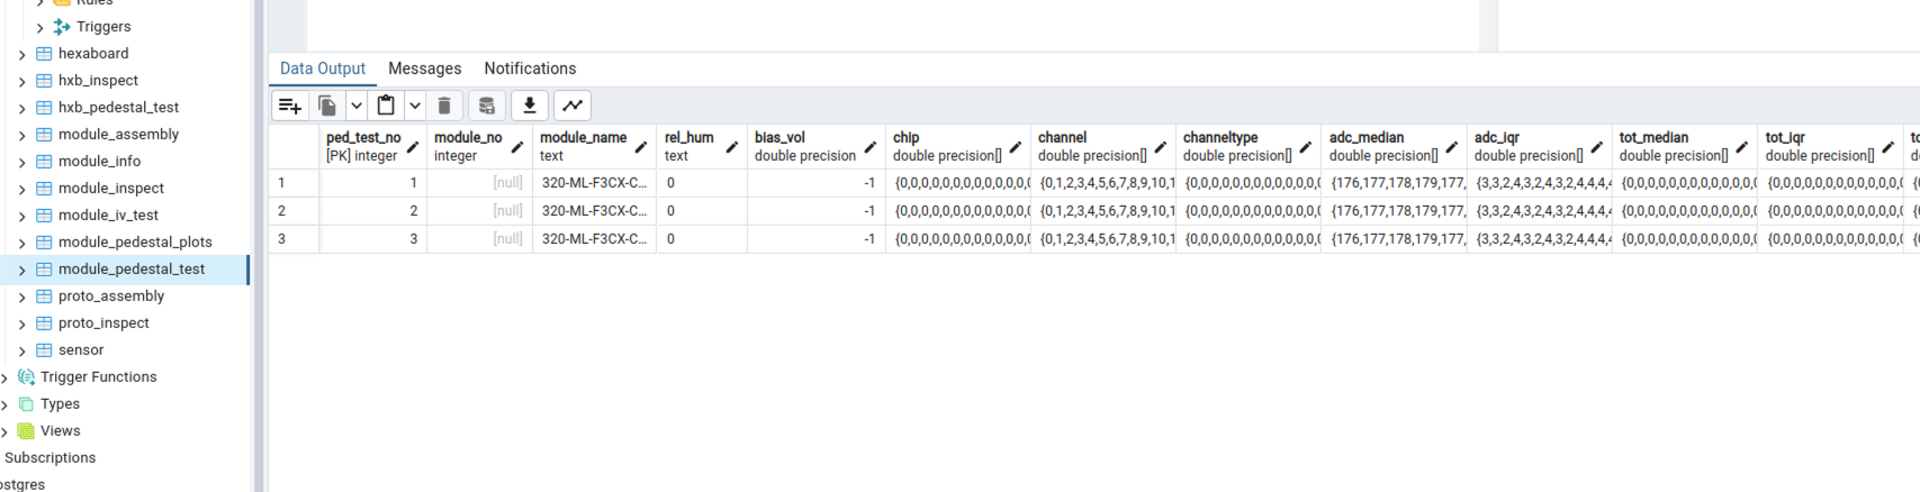 Rules
Triggers
hexaboard
hxb_inspect
hxb_pedestal_test
module_assembly
module_info
module_inspect
module_iv_test
module_pedestal_plots
module_pedestal_test
proto_assembly
proto_inspect
sensor
Trigger Functions
Types
Views
Subscriptions
ostgres
Data Output Messages Notifications
ped_test_no module_no module_name rel_hum bias_vol chip channel channeltype adc_median adc_iqr tot_median tot_iqr
[PK] integer integer text text double precision double precision[] double precision[] double precision[] double precision[] double precision[] double precision[] double precision[]
1 1 [null] 320-ML-F3CX-C... 0 -1 {0,0,0,0,0,0,0,0,0,0,0,0 {0,1,2,3,4,5,6,7,8,9,10,1 {0,0,0,0,0,0,0,0,0,0,0,0 {176,177,178,179,177, {3,3,2,4,3,2,4,3,2,4,4,4,4 {0,0,0,0,0,0,0,0,0,0,0,0 {0,0,0,0,0,0,0,0,0,0,0,0
2 2 [null] 320-ML-F3CX-C... 0 -1 {0,0,0,0,0,0,0,0,0,0,0,0 {0,1,2,3,4,5,6,7,8,9,10,1 {0,0,0,0,0,0,0,0,0,0,0,0 {176,177,178,179,177, {3,3,2,4,3,2,4,3,2,4,4,4,4 {0,0,0,0,0,0,0,0,0,0,0,0 {0,0,0,0,0,0,0,0,0,0,0,0
3 3 [null] 320-ML-F3CX-C... 0 -1 {0,0,0,0,0,0,0,0,0,0,0,0 {0,1,2,3,4,5,6,7,8,9,10,1 {0,0,0,0,0,0,0,0,0,0,0,0 {176,177,178,179,177, {3,3,2,4,3,2,4,3,2,4,4,4,4 {0,0,0,0,0,0,0,0,0,0,0,0 {0,0,0,0,0,0,0,0,0,0,0,0